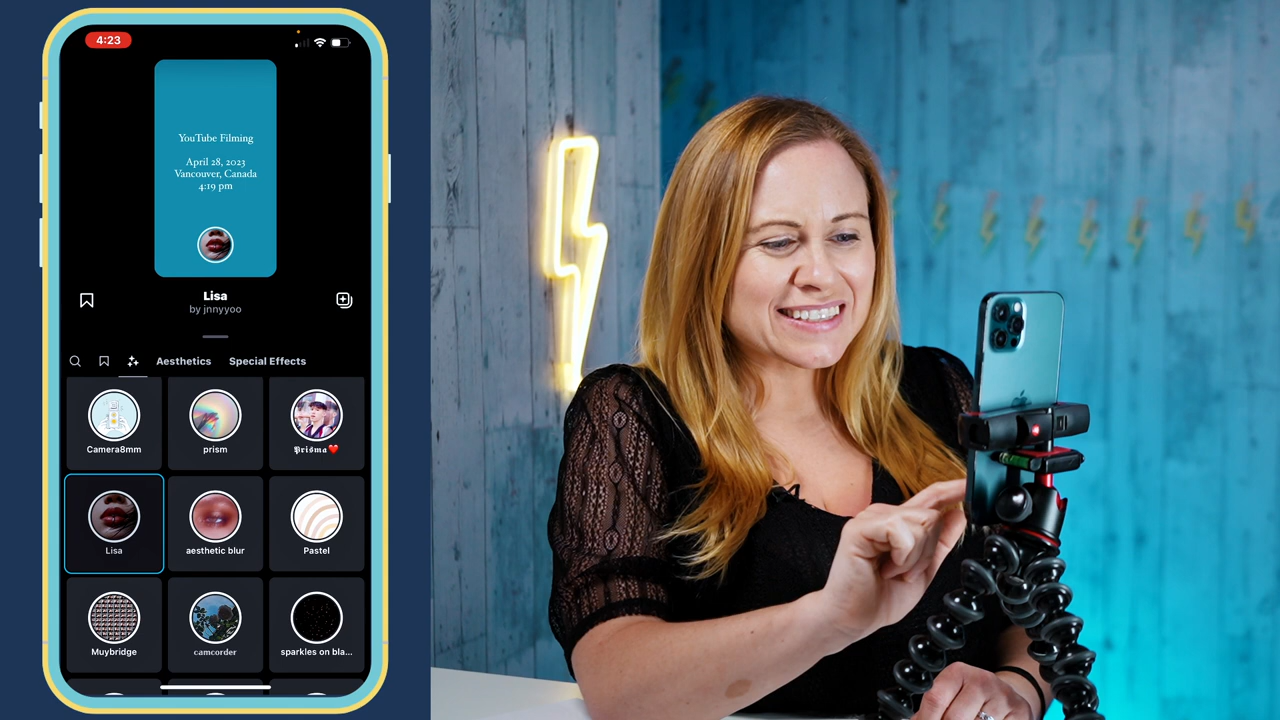 4:23
YouTube Filming
April 28, 2023
Vancouver, Canada
4:19 pm
Lisa
by jnnyyoo
Aesthetics Special Effects
Camera8mm prism 𝕻𝖗𝖎𝖘𝖒𝖆❤️
Lisa aesthetic blur Pastel
Muybridge camcorder sparkles on bla...